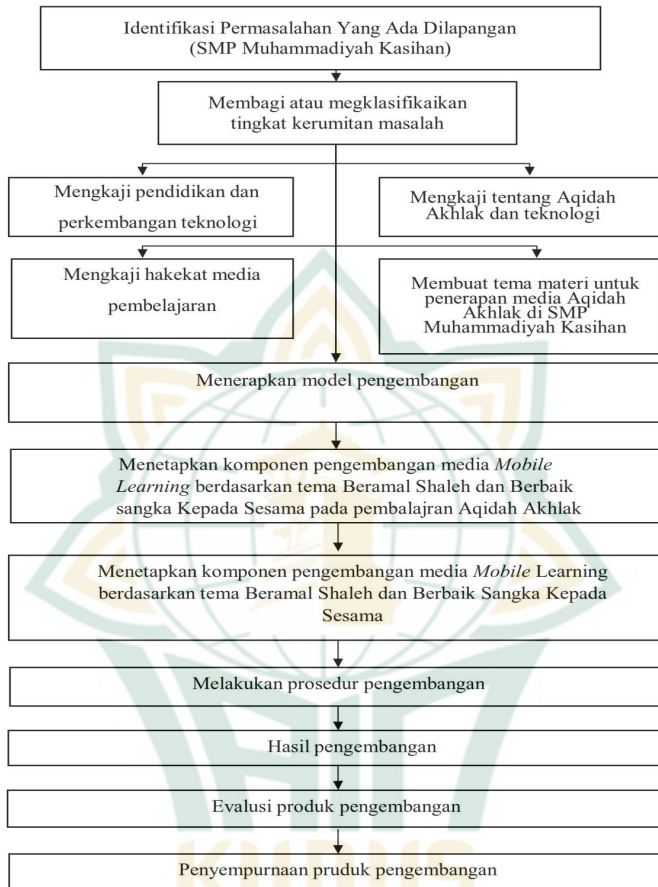 Identifikasi Permasalahan Yang Ada Dilapangan
(SMP Muhammadiyah Kasihan)
Membagi atau megklasifikaikan
tingkat kerumitan masalah
Mengkaji pendidikan dan
perkembangan teknologi
Mengkaji tentang Aqidah
Akhlak dan teknologi
Mengkaji hakekat media
pembelajaran
Membuat tema materi untuk
penerapan media Aqidah
Akhlak di SMP
Muhammadiyah Kasihan
Menerapkan model pengembangan
Menetapkan komponen pengembangan media Mobile
Learning berdasarkan tema Beramal Shaleh dan Berbaik
sangka Kepada Sesama pada pembalajran Aqidah Akhlak
Menetapkan komponen pengembangan media Mobile Learning
berdasarkan tema Beramal Shaleh dan Berbaik Sangka Kepada
Sesama
Melakukan prosedur pengembangan
Hasil pengembangan
Evalusi produk pengembangan
Penyempurnaan pruduk pengembangan
KUDUS